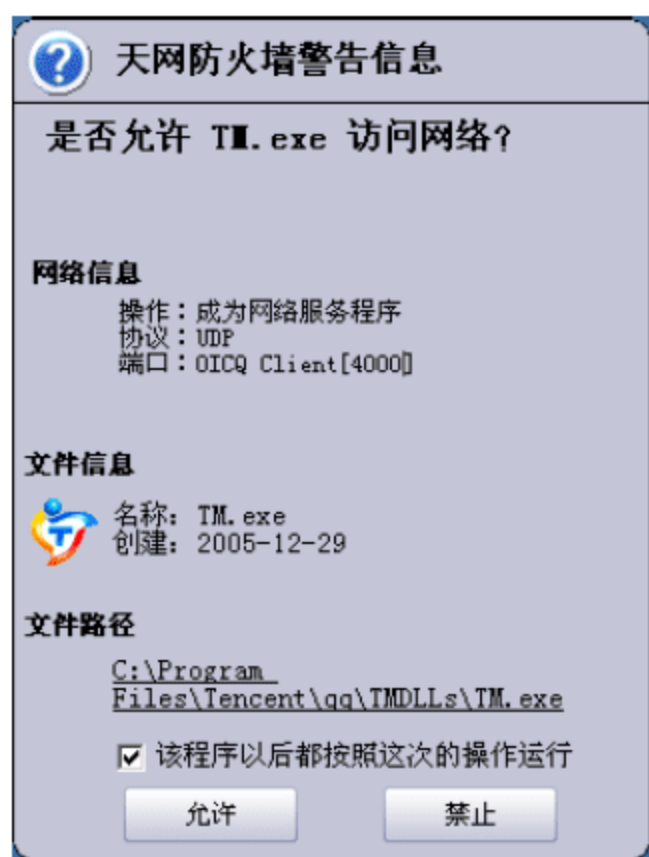 天网防火墙警告信息
是否允许 TM.exe 访问网络?
网络信息
操作：成为网络服务程序
协议：UDP
端口：OICQ Client[4000]
文件信息
名称: TM.exe
创建: 2005-12-29
文件路径
C:\Program
Files\Tencent\qq\TMDLLs\TM.exe
该程序以后都按照这次的操作运行
允许
禁止